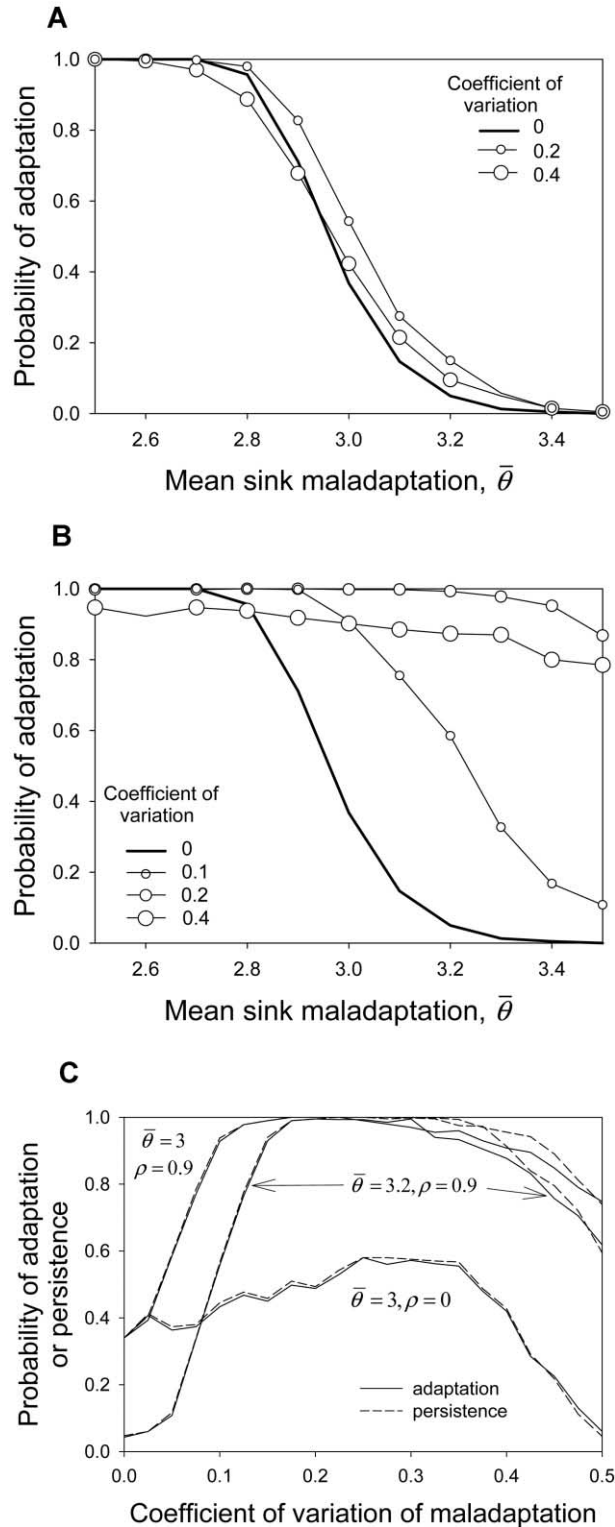 A
1.0
0.8
0.6
0.4
0.2
0.0
Probability of adaptation
Coefficient of
variation
0
0.2
0.4
2.6 2.8 3.0 3.2 3.4
Mean sink maladaptation, θ̄
B
1.0
0.8
0.6
0.4
0.2
0.0
Probability of adaptation
Coefficient of
variation
0
0.1
0.2
0.4
2.6 2.8 3.0 3.2 3.4
Mean sink maladaptation, θ̄
C
1.0
0.8
0.6
0.4
0.2
0.0
Probability of adaptation
or persistence
θ̄ = 3
ρ = 0.9
θ̄ = 3.2, ρ = 0.9
θ̄ = 3, ρ = 0
adaptation
persistence
0.0 0.1 0.2 0.3 0.4 0.5
Coefficient of variation of maladaptation